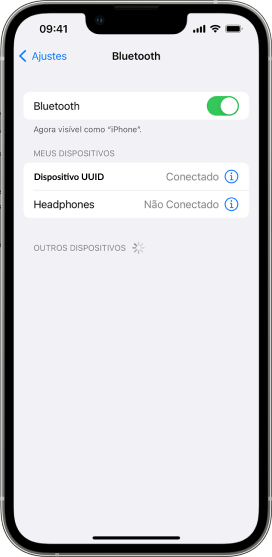 09:41
Ajustes
Bluetooth
Bluetooth
Agora visível como “iPhone”.
MEUS DISPOSITIVOS
Dispositivo UUID Conectado
Headphones Não Conectado
OUTROS DISPOSITIVOS